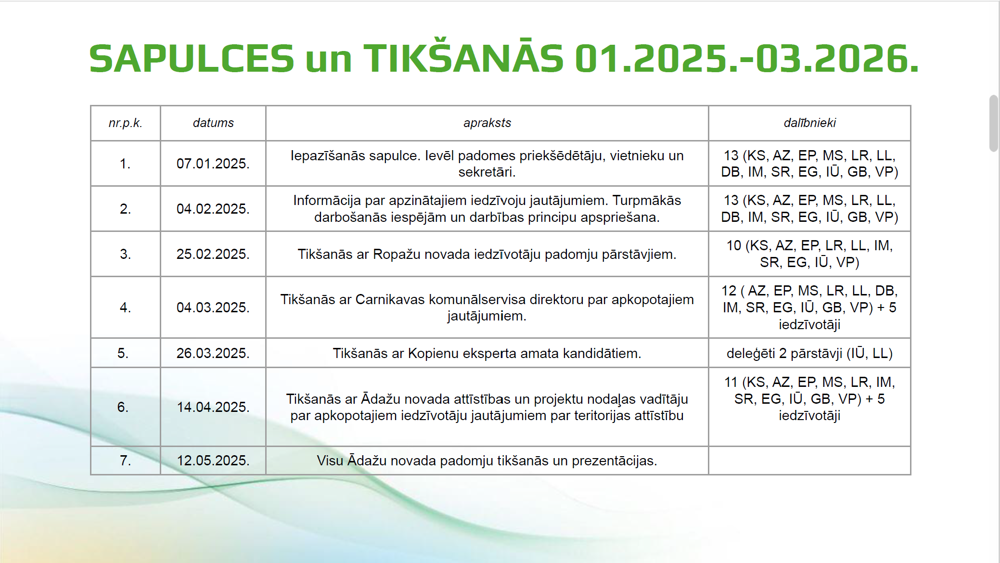 SAPULCES un TIKŠANĀS 01.2025.-03.2026.
nr.p.k.
datums
apraksts
dalībnieki
1.
07.01.2025.
Iepazīšanās sapulce. Ievēl padomes priekšēdētāju, vietnieku un
sekretāri.
13 (KS, AZ, EP, MS, LR, LL,
DB, IM, SR, EG, IŪ, GB, VP)
2.
04.02.2025.
Informācija par apzinātajiem iedzīvoju jautājumiem. Turpmākās
darbošanās iespējām un darbības principu apspriešana.
13 (KS, AZ, EP, MS, LR, LL,
DB, IM, SR, EG, IŪ, GB, VP)
3.
25.02.2025.
Tikšanās ar Ropažu novada iedzīvotāju padomju pārstāvjiem.
10 (KS, AZ, EP, LR, LL, IM,
SR, EG, IŪ, VP)
4.
04.03.2025.
Tikšanās ar Carnikavas komunālservisa direktoru par apkopotajiem
jautājumiem.
12 ( AZ, EP, MS, LR, LL, DB,
IM, SR, EG, IŪ, GB, VP) + 5
iedzīvotāji
5.
26.03.2025.
Tikšanās ar Kopienu eksperta amata kandidātiem.
deleģēti 2 pārstāvji (IŪ, LL)
6.
14.04.2025.
Tikšanās ar Ādažu novada attīstības un projektu nodaļas vadītāju
par apkopotajiem iedzīvotāju jautājumiem par teritorijas attīstību
11 (KS, AZ, EP, MS, LR, IM,
SR, EG, IŪ, GB, VP) + 5
iedzīvotāji
7.
12.05.2025.
Visu Ādažu novada padomju tikšanās un prezentācijas.